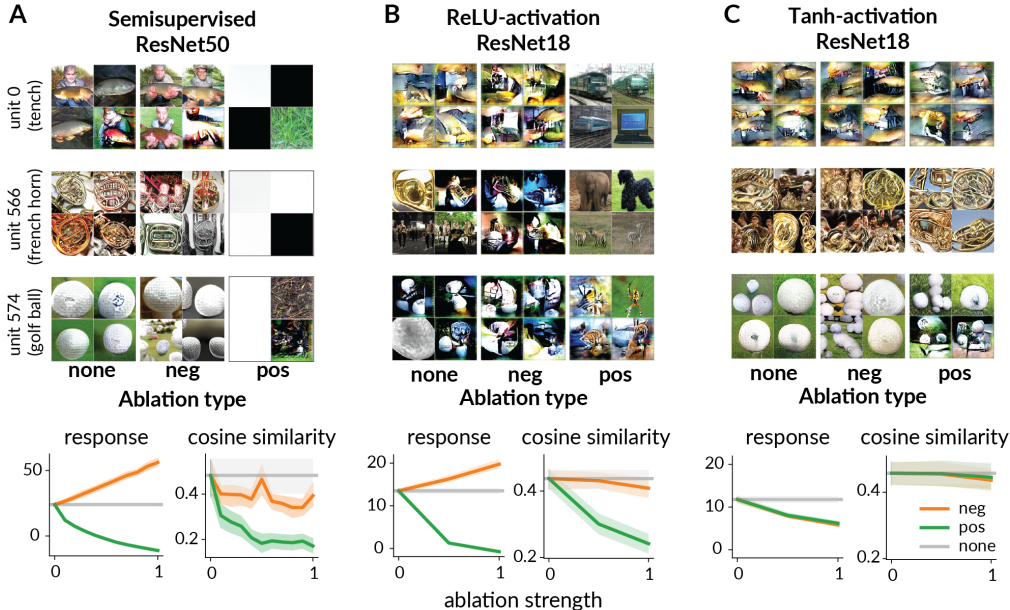 A
Semisupervised
ResNet50
unit 0
(tench)
unit 566
(french horn)
unit 574
(golf ball)
none neg pos
Ablation type
response
cosine similarity
50
0
0 1
0.4
0.2
0 1
B
ReLU-activation
ResNet18
none neg pos
Ablation type
response
cosine similarity
20
10
0
0 1
0.4
0.2
0 1
ablation strength
C
Tanh-activation
ResNet18
none neg pos
Ablation type
response
cosine similarity
20
10
0
0 1
0.4
0.2
0 1
neg
pos
none